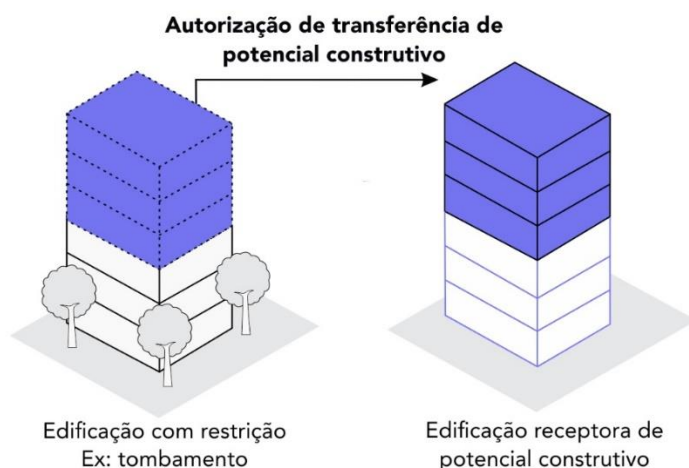 Autorização de transferência de
potencial construtivo
Edificação com restrição
Ex: tombamento
Edificação receptora de
potencial construtivo